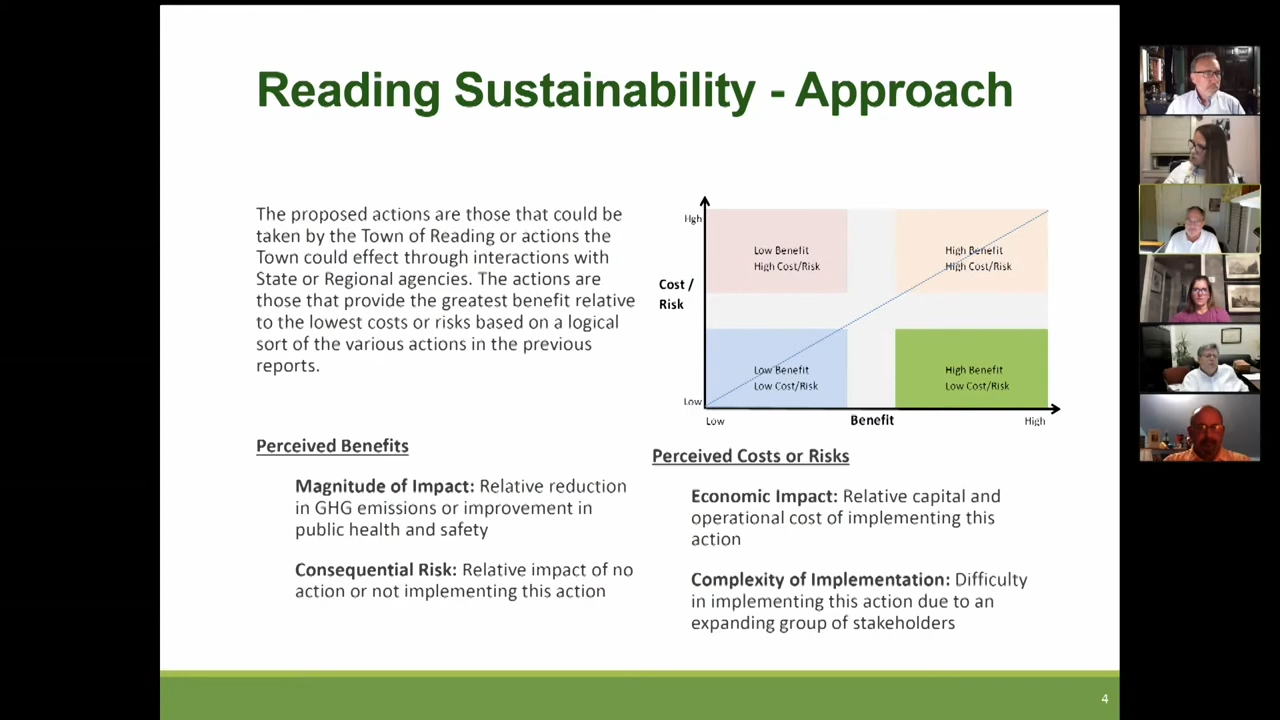 Reading Sustainability - Approach
The proposed actions are those that could be
taken by the Town of Reading or actions the
Town could effect through interactions with
State or Regional agencies. The actions are
those that provide the greatest benefit relative
to the lowest costs or risks based on a logical
sort of the various actions in the previous
reports.
Hgh
Cost /
Risk
Low
Low Benefit
High Cost/Risk
High Benefit
High Cost/Risk
Low Benefit
Low Cost/Risk
High Benefit
Low Cost/Risk
Low
Benefit
High
Perceived Benefits
Magnitude of Impact: Relative reduction
in GHG emissions or improvement in
public health and safety
Consequential Risk: Relative impact of no
action or not implementing this action
Perceived Costs or Risks
Economic Impact: Relative capital and
operational cost of implementing this
action
Complexity of Implementation: Difficulty
in implementing this action due to an
expanding group of stakeholders
4